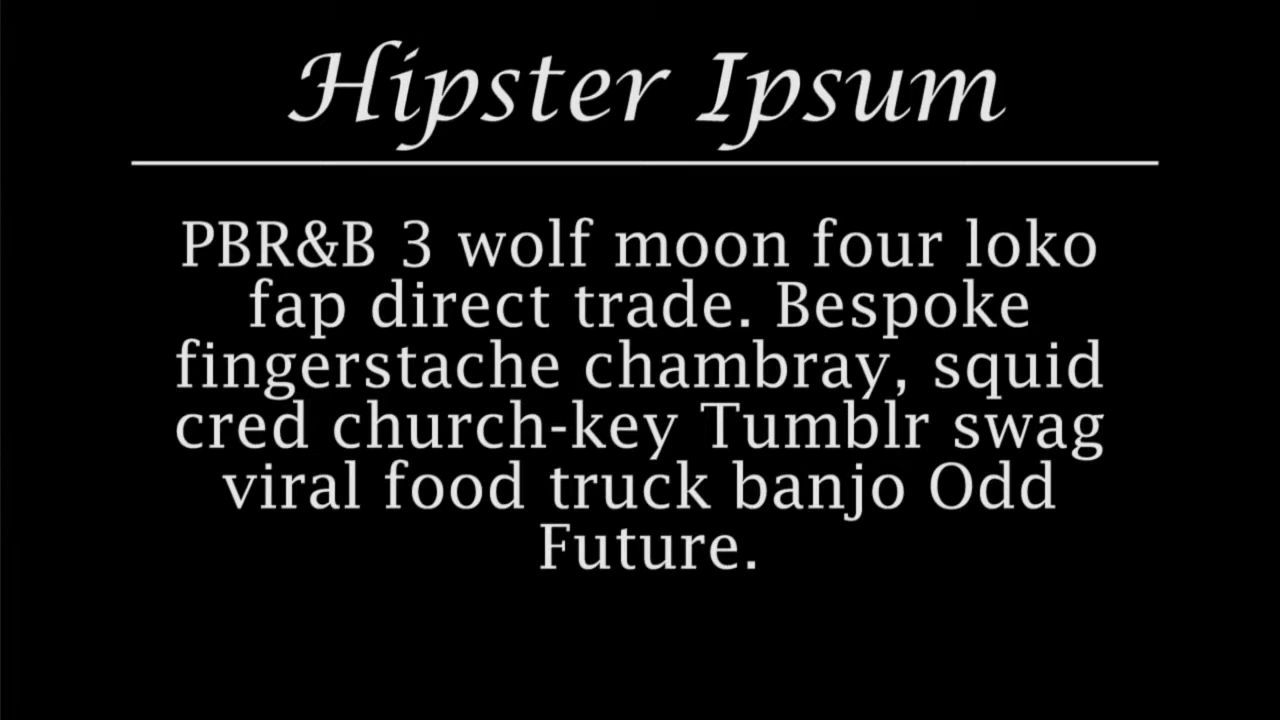 Hipster Ipsum
PBR&B 3 wolf moon four loko
fap direct trade. Bespoke
fingerstache chambray, squid
cred church-key Tumblr swag
viral food truck banjo Odd
Future.